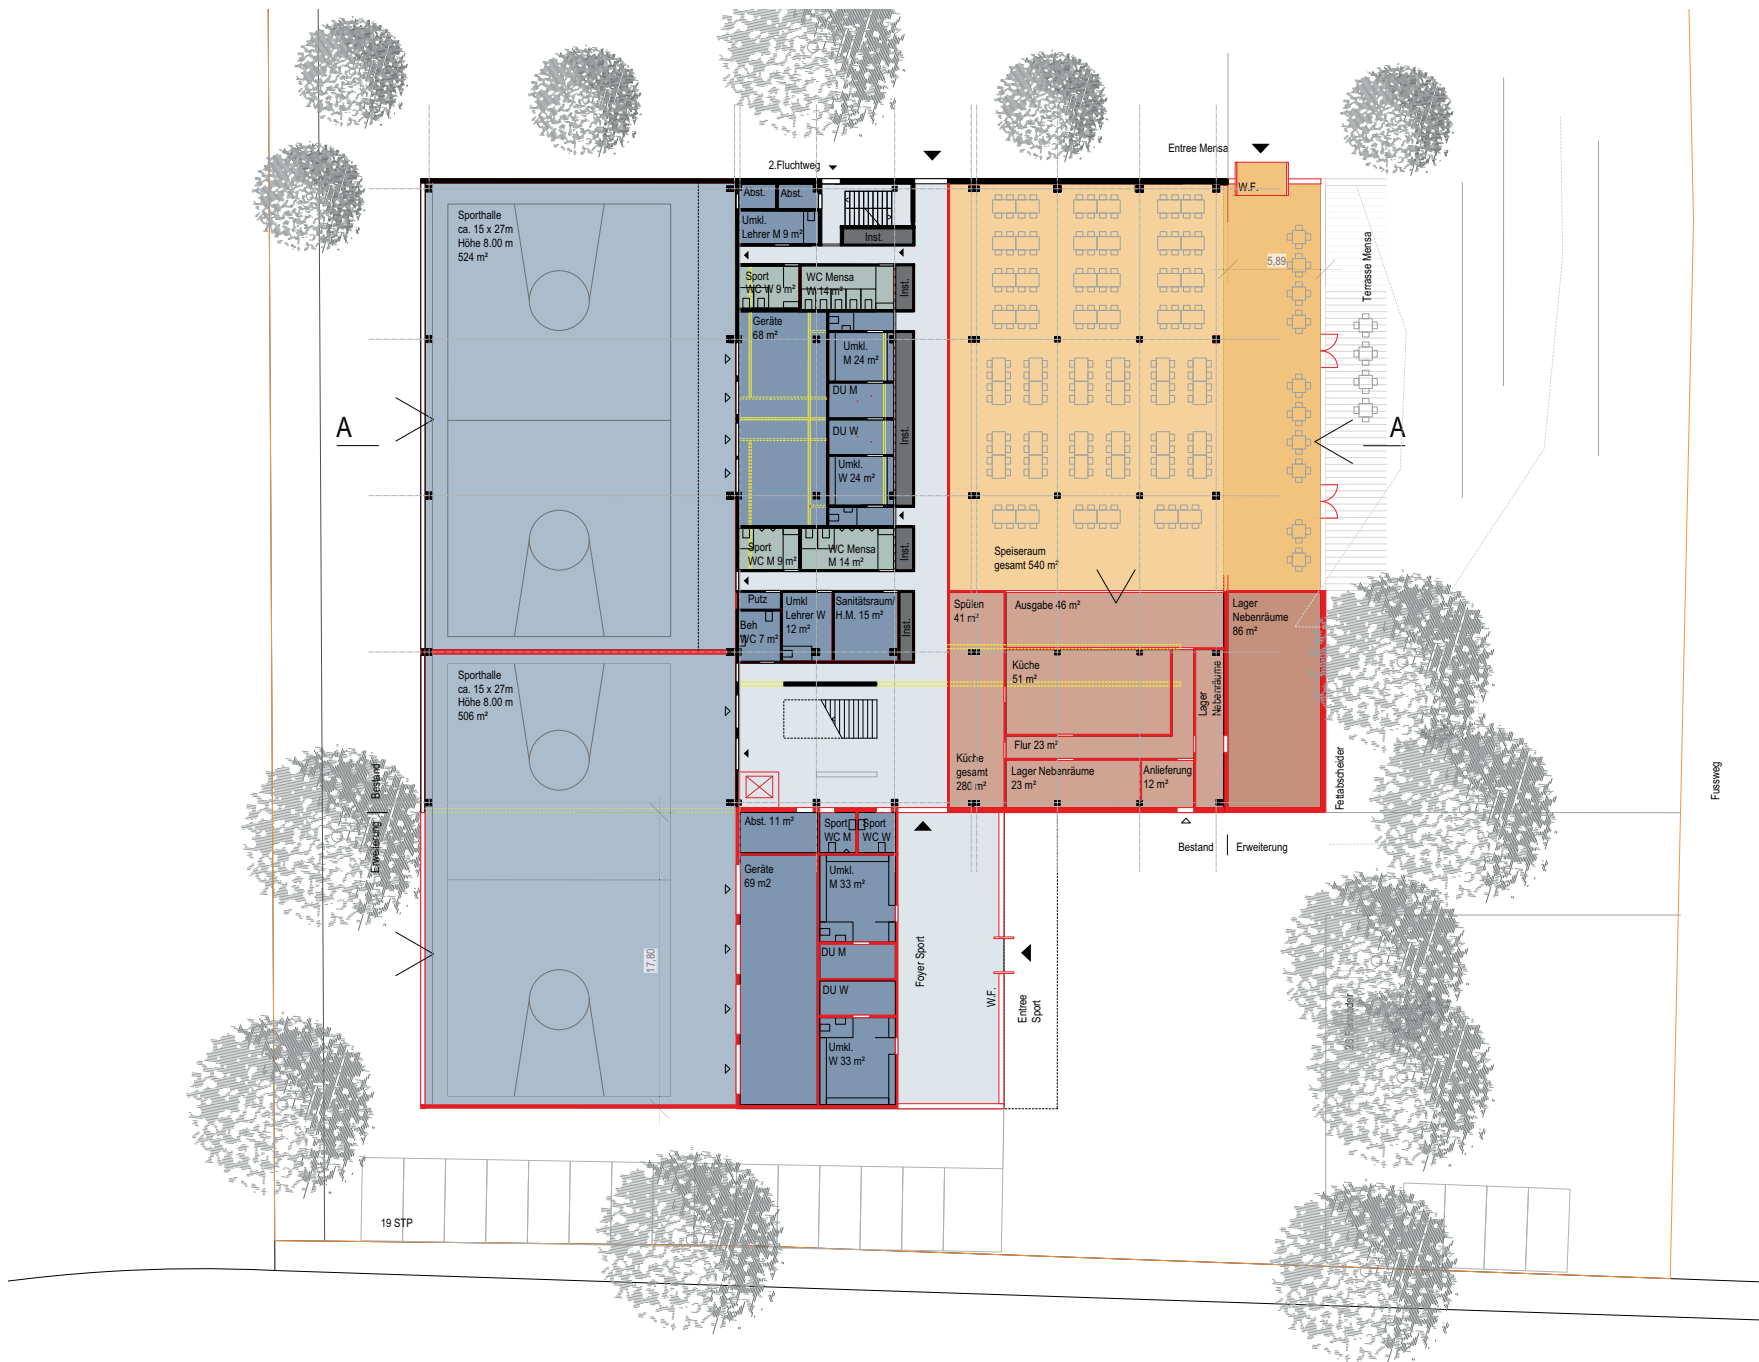 2.Fluchtweg
Entree Mensa
W.F.
Abst.
Abst.
Umkl.
Lehrer M 9 m²
Inst.
Sporthalle
ca. 15 x 27m
Höhe 8.00 m
524 m²
Sport
WC W 9 m²
WC Mensa
W 14 m²
Inst.
5,89
Terrasse Mensa
Geräte
68 m²
Umkl.
M 24 m²
DU M
DU W
Umkl.
W 24 m²
Inst.
A
A
Sport
WC M 9 m²
WC Mensa
M 14 m²
Inst.
Speiseraum
gesamt 540 m²
Putz
Beh
WC 7 m²
Umkl
Lehrer W
12 m²
Sanitätsraum/
H.M. 15 m²
Inst.
Spülen
41 m²
Ausgabe 46 m²
Lager
Nebenräume
86 m²
Sporthalle
ca. 15 x 27m
Höhe 8.00 m
506 m²
Küche
51 m²
Lager
Nebenräume
Flur 23 m²
Küche
gesamt
280 m²
Lager Nebenräume
23 m²
Anlieferung
12 m²
Fettabscheider
Fussweg
Bestand
Erweiterung
Abst. 11 m²
Sport
WC M
Sport
WC W
Bestand
Erweiterung
Geräte
69 m2
Umkl.
M 33 m²
DU M
DU W
Umkl.
W 33 m²
Foyer Sport
W.F.
Entree
Sport
17,80
19 STP